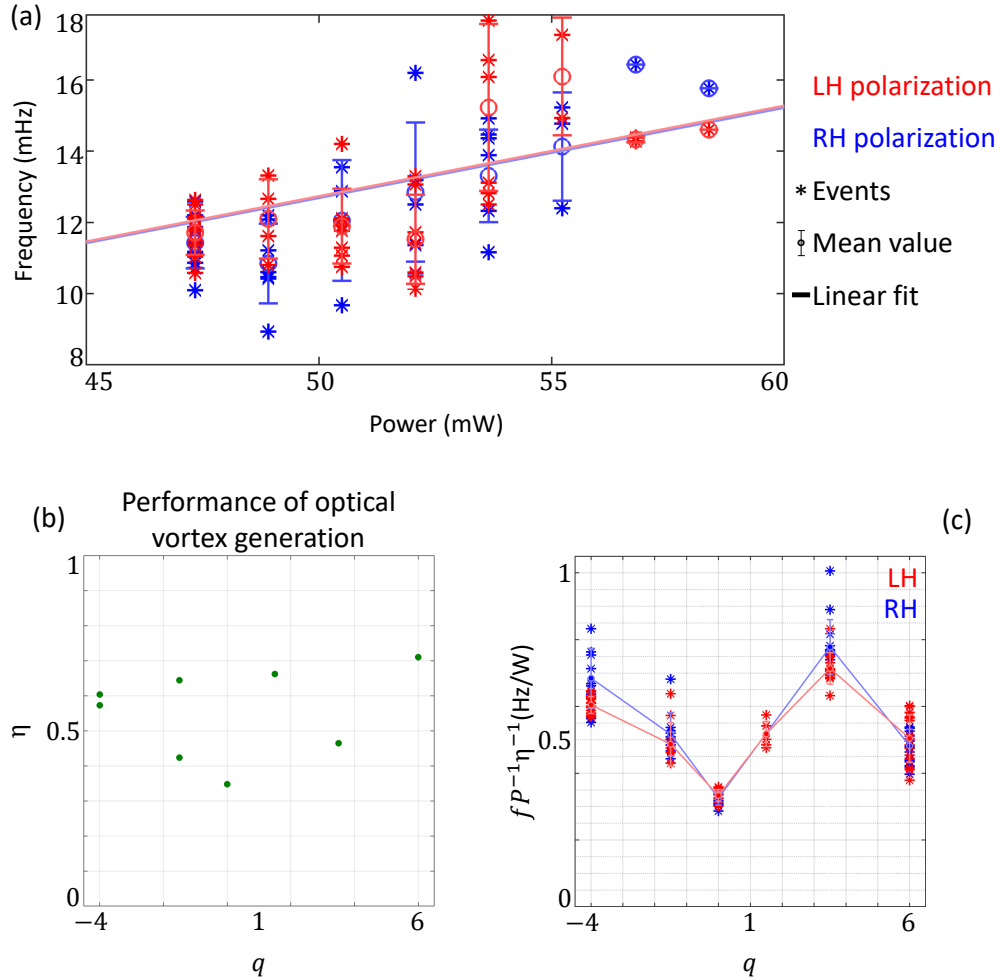 (a)
18
16
14
12
10
8
Frequency (mHz)
45
50
55
60
Power (mW)
LH polarization
RH polarization
* Events
Mean value
Linear fit
(b)
Performance of optical
vortex generation
1
0.5
0
η
−4
1
6
q
(c)
LH
RH
1
0.5
0
fP⁻¹η⁻¹(Hz/W)
−4
1
6
q